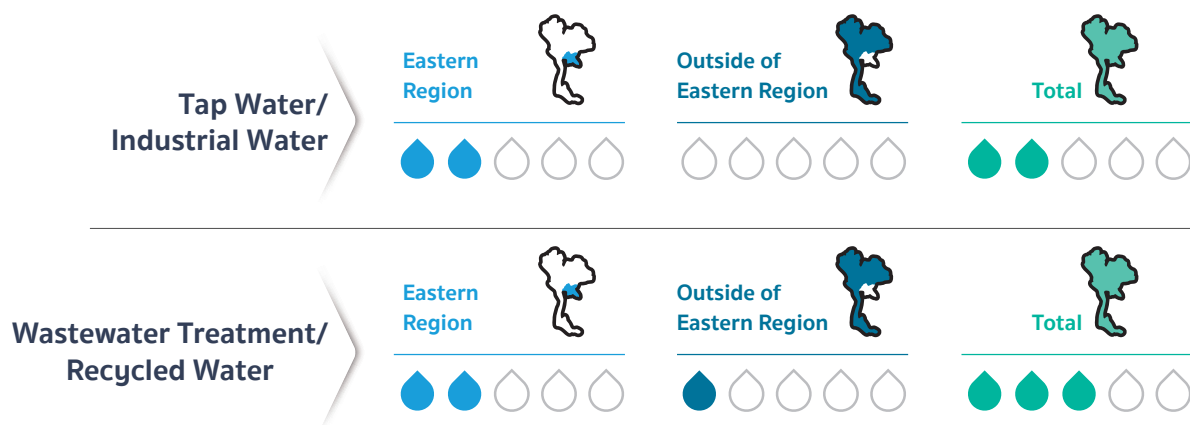 Tap Water/
Industrial Water
Eastern
Region
Outside of
Eastern Region
Total
Wastewater Treatment/
Recycled Water
Eastern
Region
Outside of
Eastern Region
Total